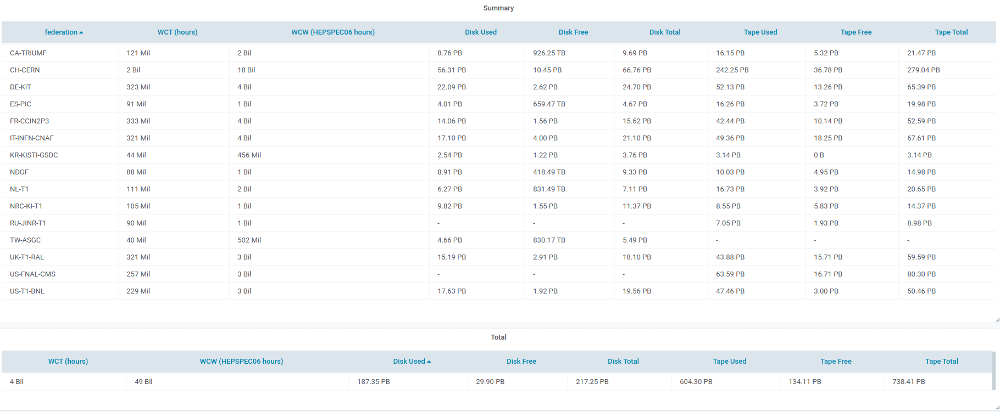 Summary
federation WCT (hours) WCW (HEPSPEC06 hours) Disk Used Disk Free Disk Total Tape Used Tape Free Tape Total
CA-TRIUMF 121 Mil 2 Bil 8.76 PB 926.25 TB 9.69 PB 16.15 PB 5.32 PB 21.47 PB
CH-CERN 2 Bil 18 Bil 56.31 PB 10.45 PB 66.76 PB 242.25 PB 36.78 PB 279.04 PB
DE-KIT 323 Mil 4 Bil 22.09 PB 2.62 PB 24.70 PB 52.13 PB 13.26 PB 65.39 PB
ES-PIC 91 Mil 1 Bil 4.01 PB 659.47 TB 4.67 PB 16.26 PB 3.72 PB 19.98 PB
FR-CCIN2P3 333 Mil 4 Bil 14.06 PB 1.56 PB 15.62 PB 42.44 PB 10.14 PB 52.59 PB
IT-INFN-CNAF 321 Mil 4 Bil 17.10 PB 4.00 PB 21.10 PB 49.36 PB 18.25 PB 67.61 PB
KR-KISTI-GSDC 44 Mil 456 Mil 2.54 PB 1.22 PB 3.76 PB 3.14 PB 0 B 3.14 PB
NDGF 88 Mil 1 Bil 8.91 PB 418.49 TB 9.33 PB 10.03 PB 4.95 PB 14.98 PB
NL-T1 111 Mil 2 Bil 6.27 PB 831.49 TB 7.11 PB 16.73 PB 3.92 PB 20.65 PB
NRC-KI-T1 105 Mil 1 Bil 9.82 PB 1.55 PB 11.37 PB 8.55 PB 5.83 PB 14.37 PB
RU-JINR-T1 90 Mil 1 Bil - - - 7.05 PB 1.93 PB 8.98 PB
TW-ASGC 40 Mil 502 Mil 4.66 PB 830.17 TB 5.49 PB - - -
UK-T1-RAL 321 Mil 3 Bil 15.19 PB 2.91 PB 18.10 PB 43.88 PB 15.71 PB 59.59 PB
US-FNAL-CMS 257 Mil 3 Bil - - - 63.59 PB 16.71 PB 80.30 PB
US-T1-BNL 229 Mil 3 Bil 17.63 PB 1.92 PB 19.56 PB 47.46 PB 3.00 PB 50.46 PB
Total
WCT (hours) WCW (HEPSPEC06 hours) Disk Used Disk Free Disk Total Tape Used Tape Free Tape Total
4 Bil 49 Bil 187.35 PB 29.90 PB 217.25 PB 604.30 PB 134.11 PB 738.41 PB